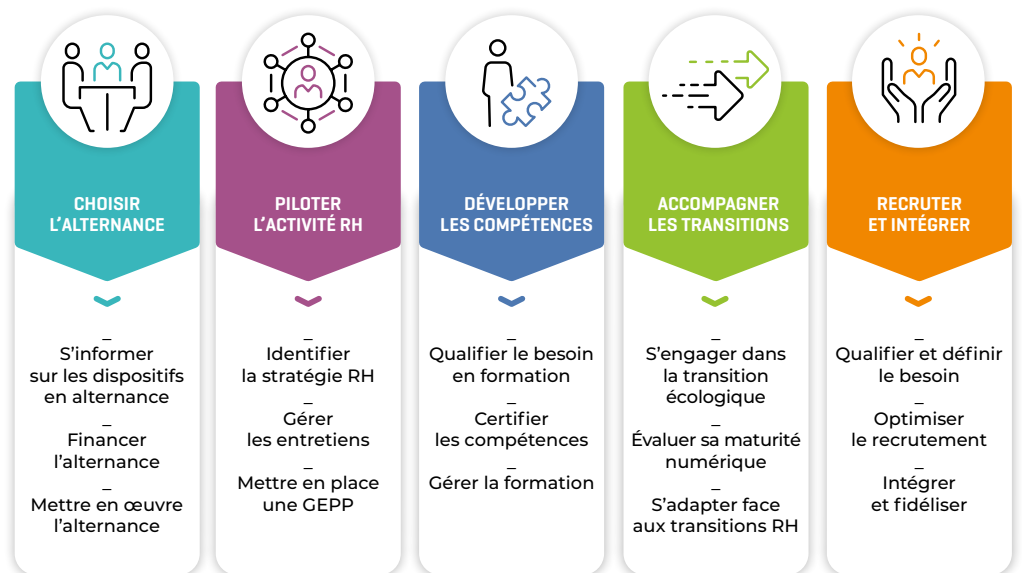 CHOISIR
L'ALTERNANCE
–
S'informer
sur les dispositifs
en alternance
–
Financer
l'alternance
–
Mettre en œuvre
l'alternance
PILOTER
L'ACTIVITÉ RH
–
Identifier
la stratégie RH
–
Gérer
les entretiens
–
Mettre en place
une GEPP
DÉVELOPPER
LES COMPÉTENCES
–
Qualifier le besoin
en formation
–
Certifier
les compétences
–
Gérer la formation
ACCOMPAGNER
LES TRANSITIONS
–
S'engager dans
la transition
écologique
–
Évaluer sa maturité
numérique
–
S'adapter face
aux transitions RH
RECRUTER
ET INTÉGRER
–
Qualifier et définir
le besoin
–
Optimiser
le recrutement
–
Intégrer
et fidéliser